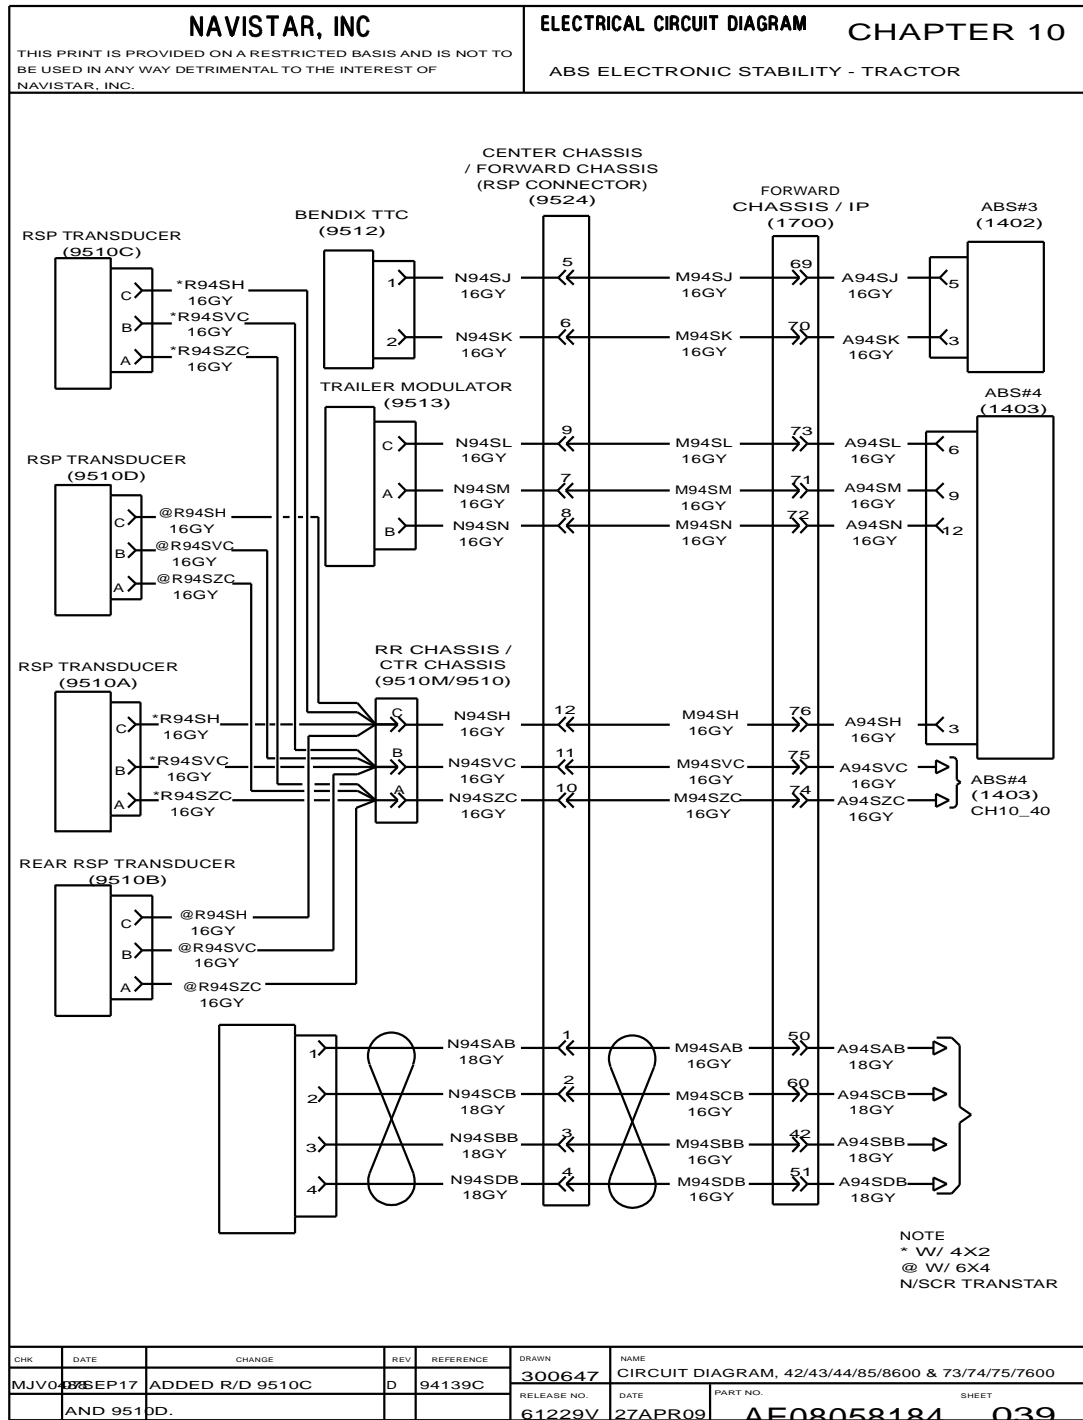 NAVISTAR, INC
THIS PRINT IS PROVIDED ON A RESTRICTED BASIS AND IS NOT TO
BE USED IN ANY WAY DETRIMENTAL TO THE INTEREST OF
NAVISTAR, INC.
ELECTRICAL CIRCUIT DIAGRAM
CHAPTER 10
ABS ELECTRONIC STABILITY - TRACTOR
CENTER CHASSIS
/ FORWARD CHASSIS
(RSP CONNECTOR)
(9524)
FORWARD
CHASSIS / IP
(1700)
ABS#3
(1402)
BENDIX TTC
(9512)
RSP TRANSDUCER
(9510C)
C *R94SH
16GY
B *R94SVC
16GY
A *R94SZC
16GY
1 N94SJ 5 M94SJ 69 A94SJ 5
16GY 16GY 16GY
2 N94SK 6 M94SK 70 A94SK 3
16GY 16GY 16GY
TRAILER MODULATOR
(9513)
ABS#4
(1403)
C N94SL 9 M94SL 73 A94SL 6
16GY 16GY 16GY
A N94SM 7 M94SM 71 A94SM 9
16GY 16GY 16GY
B N94SN 8 M94SN 72 A94SN 12
16GY 16GY 16GY
RSP TRANSDUCER
(9510D)
C @R94SH
16GY
B @R94SVC
16GY
A @R94SZC
16GY
RR CHASSIS /
CTR CHASSIS
(9510M/9510)
RSP TRANSDUCER
(9510A)
C *R94SH C N94SH 12 M94SH 76 A94SH 3
16GY 16GY 16GY 16GY
B *R94SVC B N94SVC 11 M94SVC 75 A94SVC
16GY 16GY 16GY 16GY
A *R94SZC A N94SZC 10 M94SZC 74 A94SZC
16GY 16GY 16GY 16GY
ABS#4
(1403)
CH10_40
REAR RSP TRANSDUCER
(9510B)
C @R94SH
16GY
B @R94SVC
16GY
A @R94SZC
16GY
1 N94SAB 1 M94SAB 50 A94SAB
18GY 16GY 18GY
2 N94SCB 2 M94SCB 60 A94SCB
18GY 16GY 18GY
3 N94SBB 3 M94SBB 42 A94SBB
18GY 16GY 18GY
4 N94SDB 4 M94SDB 51 A94SDB
18GY 16GY 18GY
NOTE
* W/ 4X2
@ W/ 6X4
N/SCR TRANSTAR
CHK DATE CHANGE REV REFERENCE
SEP17 ADDED R/D 9510C D 94139C
AND 9510D.
DRAWN
300647
NAME
CIRCUIT DIAGRAM, 42/43/44/85/8600 & 73/74/75/7600
RELEASE NO. DATE PART NO. SHEET
61229V 27APR09 AE08058184 039